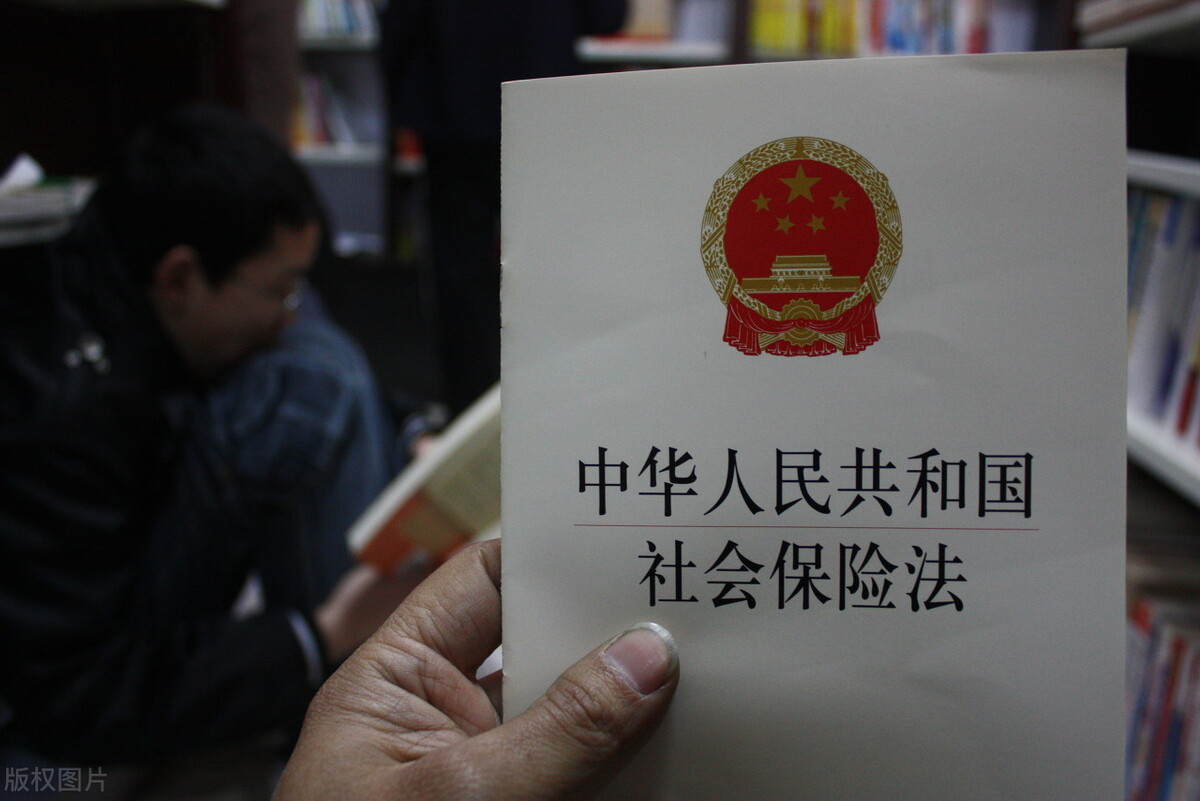 中华人民共和国
社会保险法
版权图片